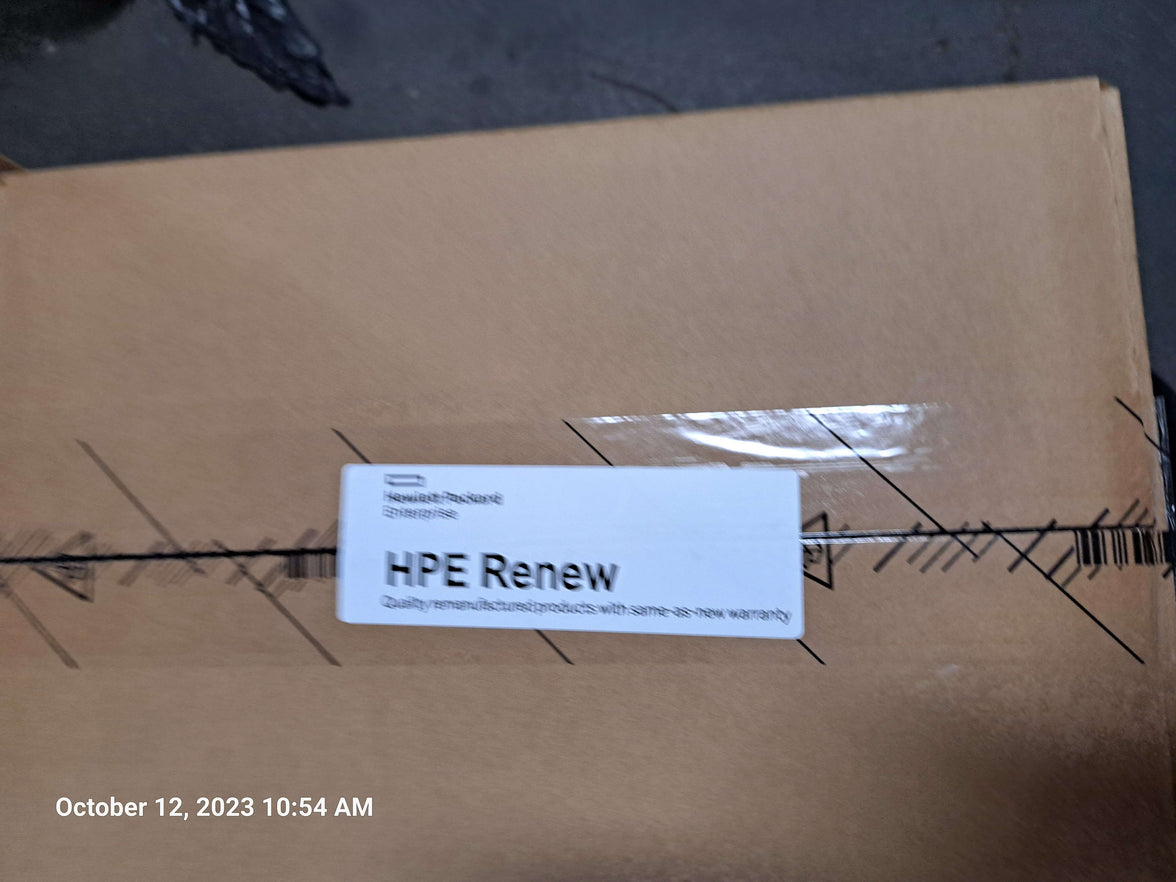 Hewlett Packard
Enterprise
HPE Renew
Quality remanufactured products with same-as-new warranty
October 12, 2023 10:54 AM